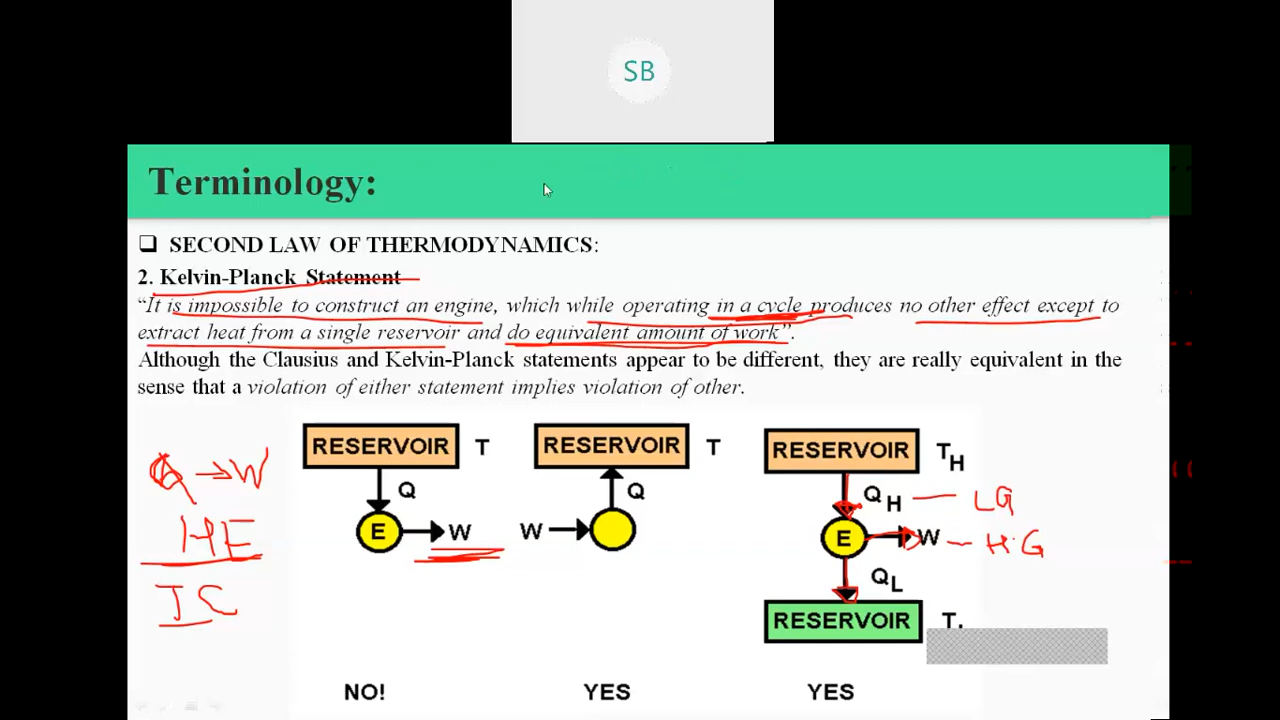 SB
Terminology:
❑ SECOND LAW OF THERMODYNAMICS:
2. Kelvin-Planck Statement
“It is impossible to construct an engine, which while operating in a cycle produces no other effect except to
extract heat from a single reservoir and do equivalent amount of work”.
Although the Clausius and Kelvin-Planck statements appear to be different, they are really equivalent in the
sense that a violation of either statement implies violation of other.
RESERVOIR T
Q
E W
NO!
RESERVOIR T
Q
W
YES
RESERVOIR TH
QH — LG
E W — H.G
QL
RESERVOIR T
YES
Q → W
HE
IC